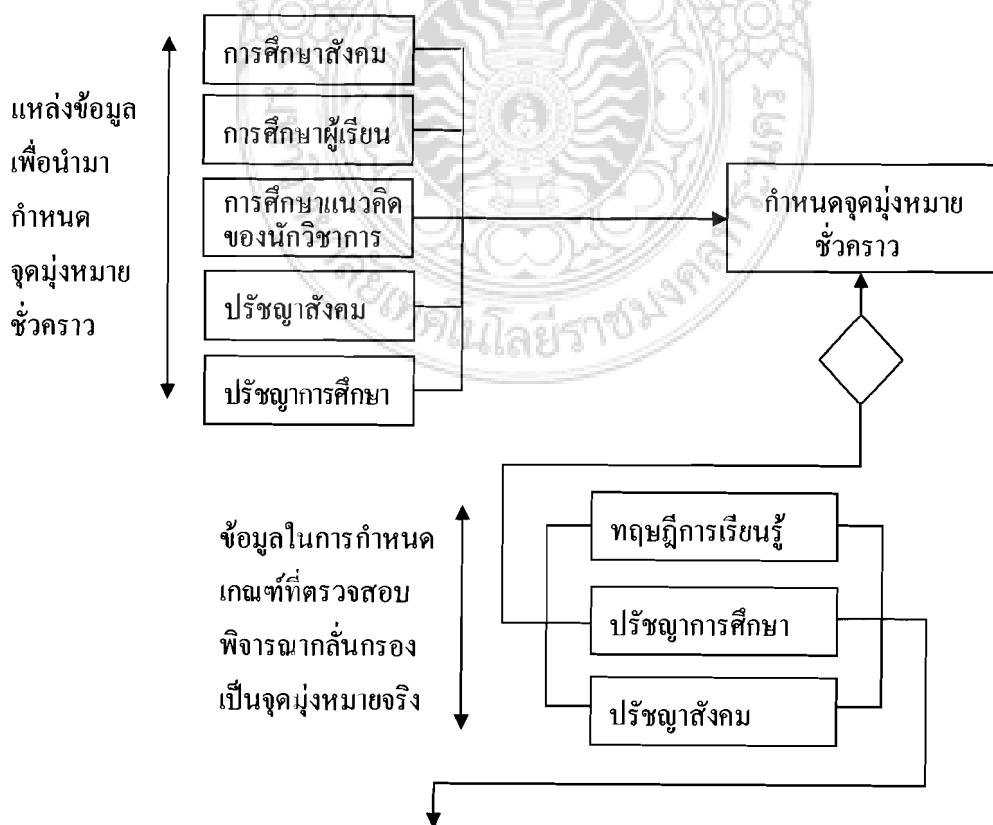 แหล่งข้อมูล
เพื่อนำมา
กำหนด
จุดมุ่งหมาย
ชั่วคราว
การศึกษาสังคม
การศึกษาผู้เรียน
การศึกษาแนวคิด
ของนักวิชาการ
ปรัชญาสังคม
ปรัชญาการศึกษา
กำหนดจุดมุ่งหมาย
ชั่วคราว
ข้อมูลในการกำหนด
เกณฑ์ที่ตรวจสอบ
พิจารณากลั่นกรอง
เป็นจุดมุ่งหมายจริง
ทฤษฎีการเรียนรู้
ปรัชญาการศึกษา
ปรัชญาสังคม